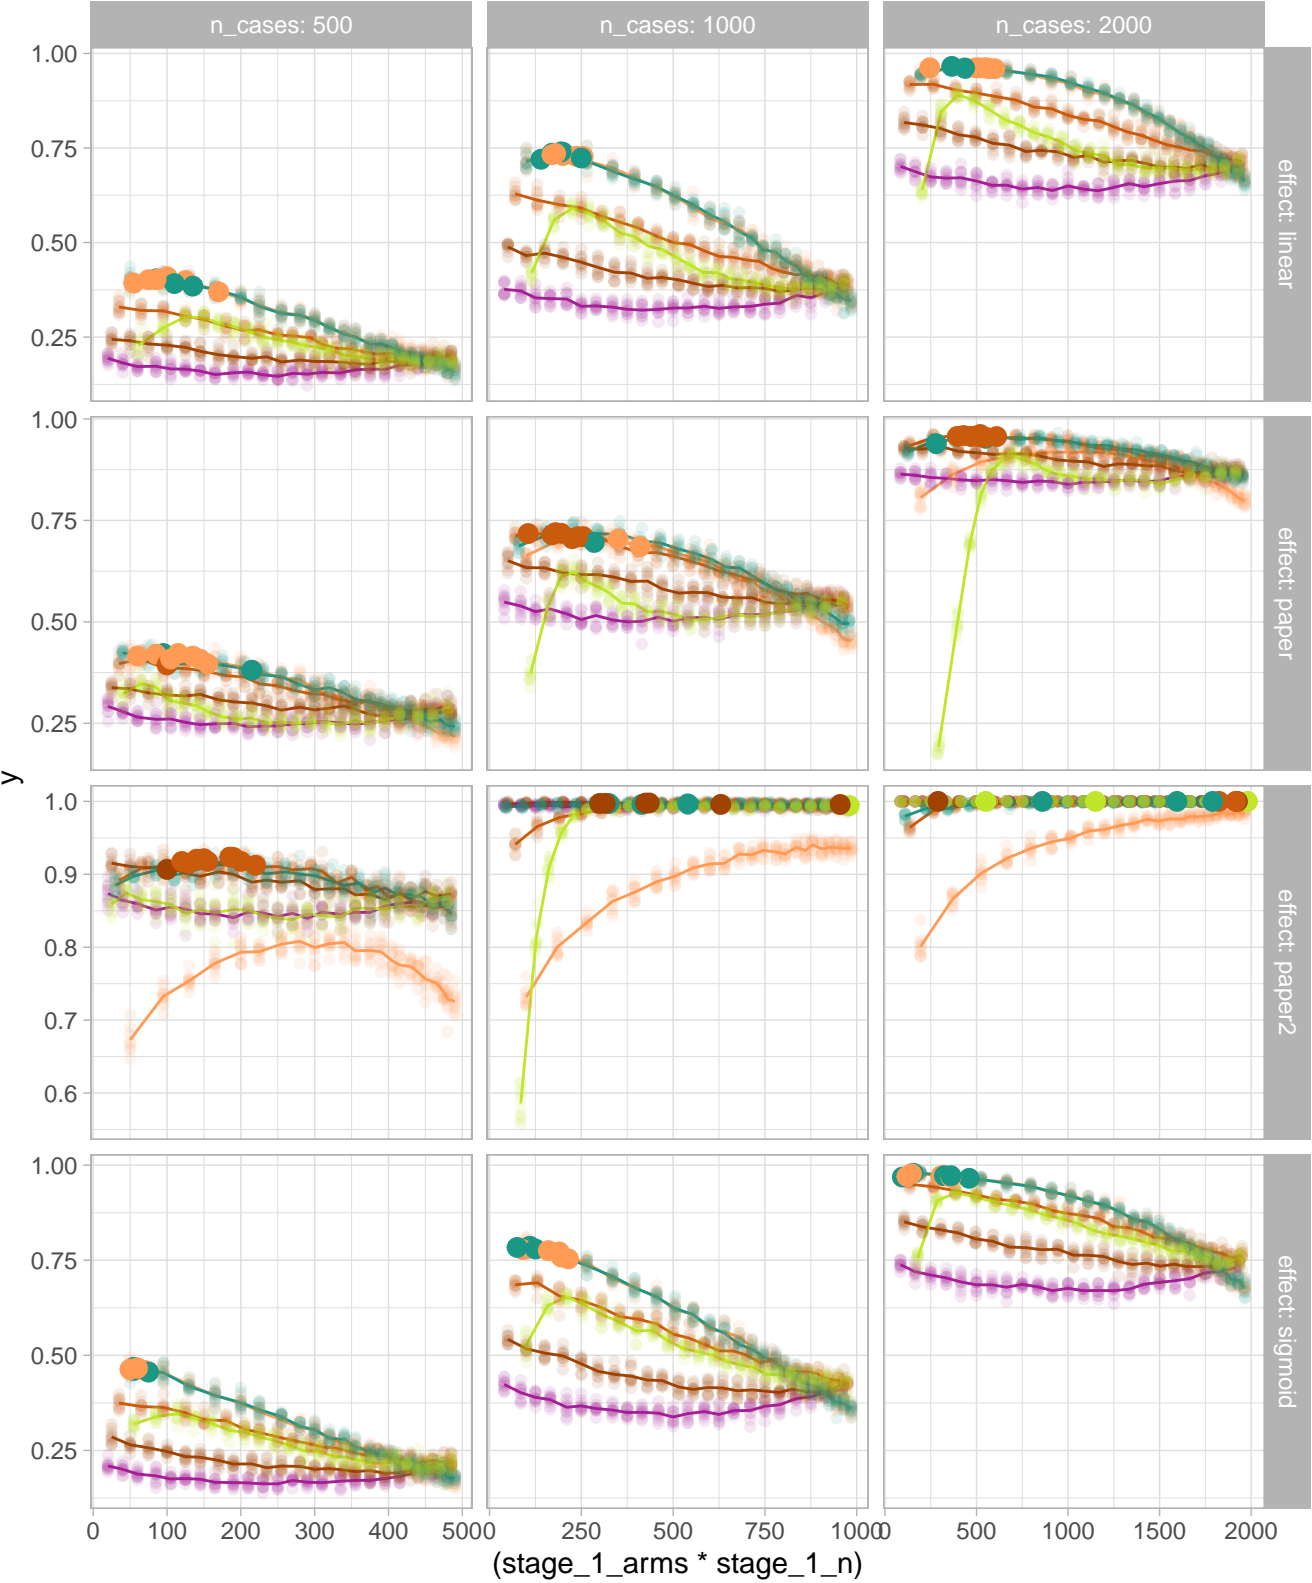 n_cases: 500 n_cases: 1000 n_cases: 2000
1.00
0.75
0.50
0.25
effect: linear
1.00
0.75
0.50
0.25
effect: paper
y
1.0
0.9
0.8
0.7
0.6
effect: paper2
1.00
0.75
0.50
0.25
effect: sigmoid
0 100 200 300 400 500 0 250 500 750 1000 0 500 1000 1500 2000
(stage_1_arms * stage_1_n)